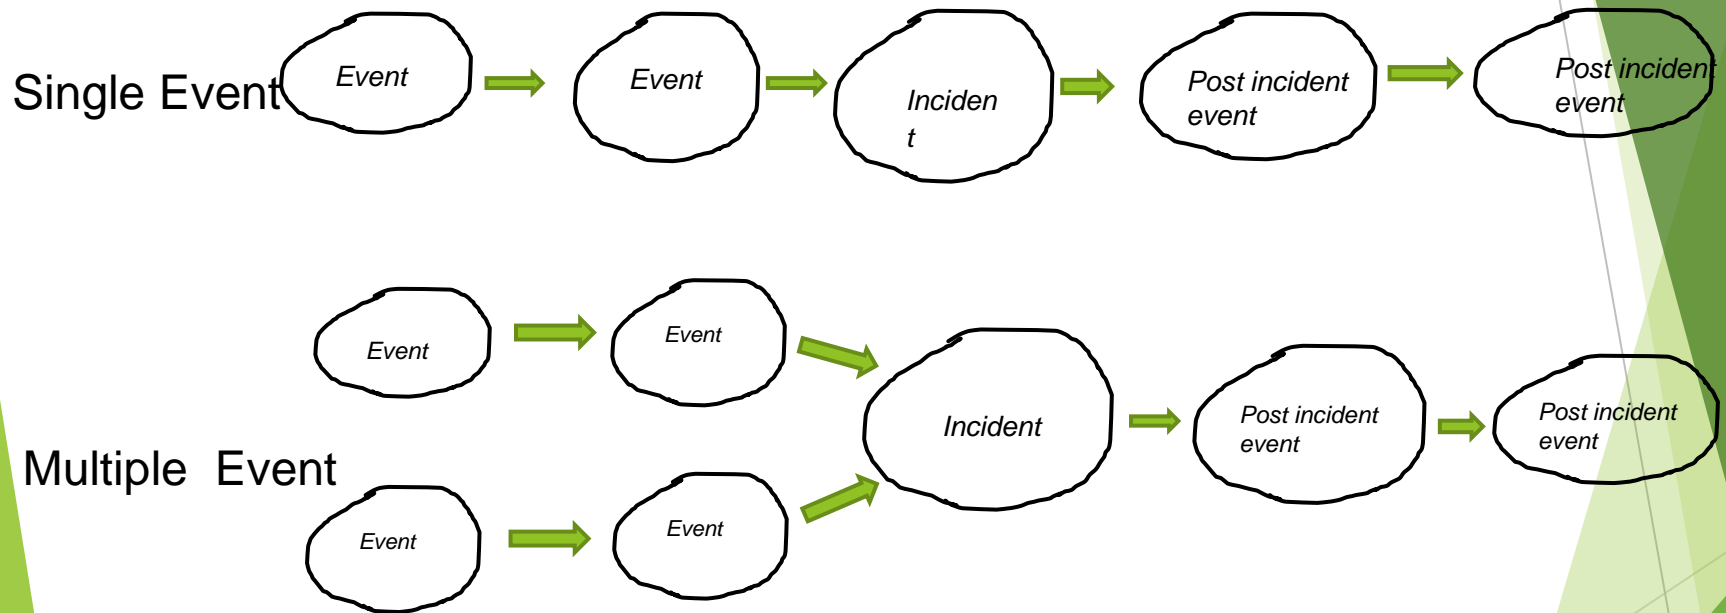 Single Event
Event
Event
Inciden
t
Post incident
event
Post incident
event
Multiple  Event
Event
Event
Event
Event
Incident
Post incident
event
Post incident
event